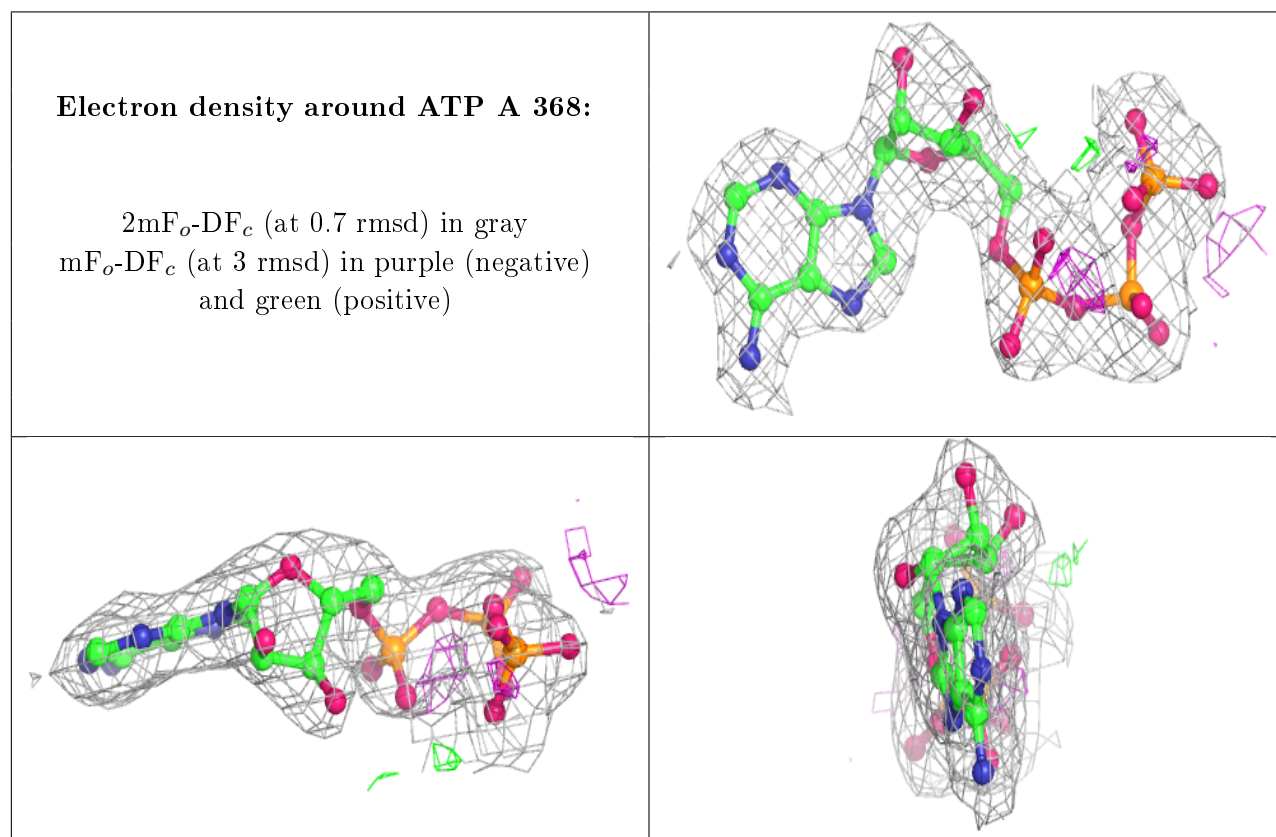 Electron density around ATP A 368:
2mFo-DFc (at 0.7 rmsd) in gray
mFo-DFc (at 3 rmsd) in purple (negative)
and green (positive)